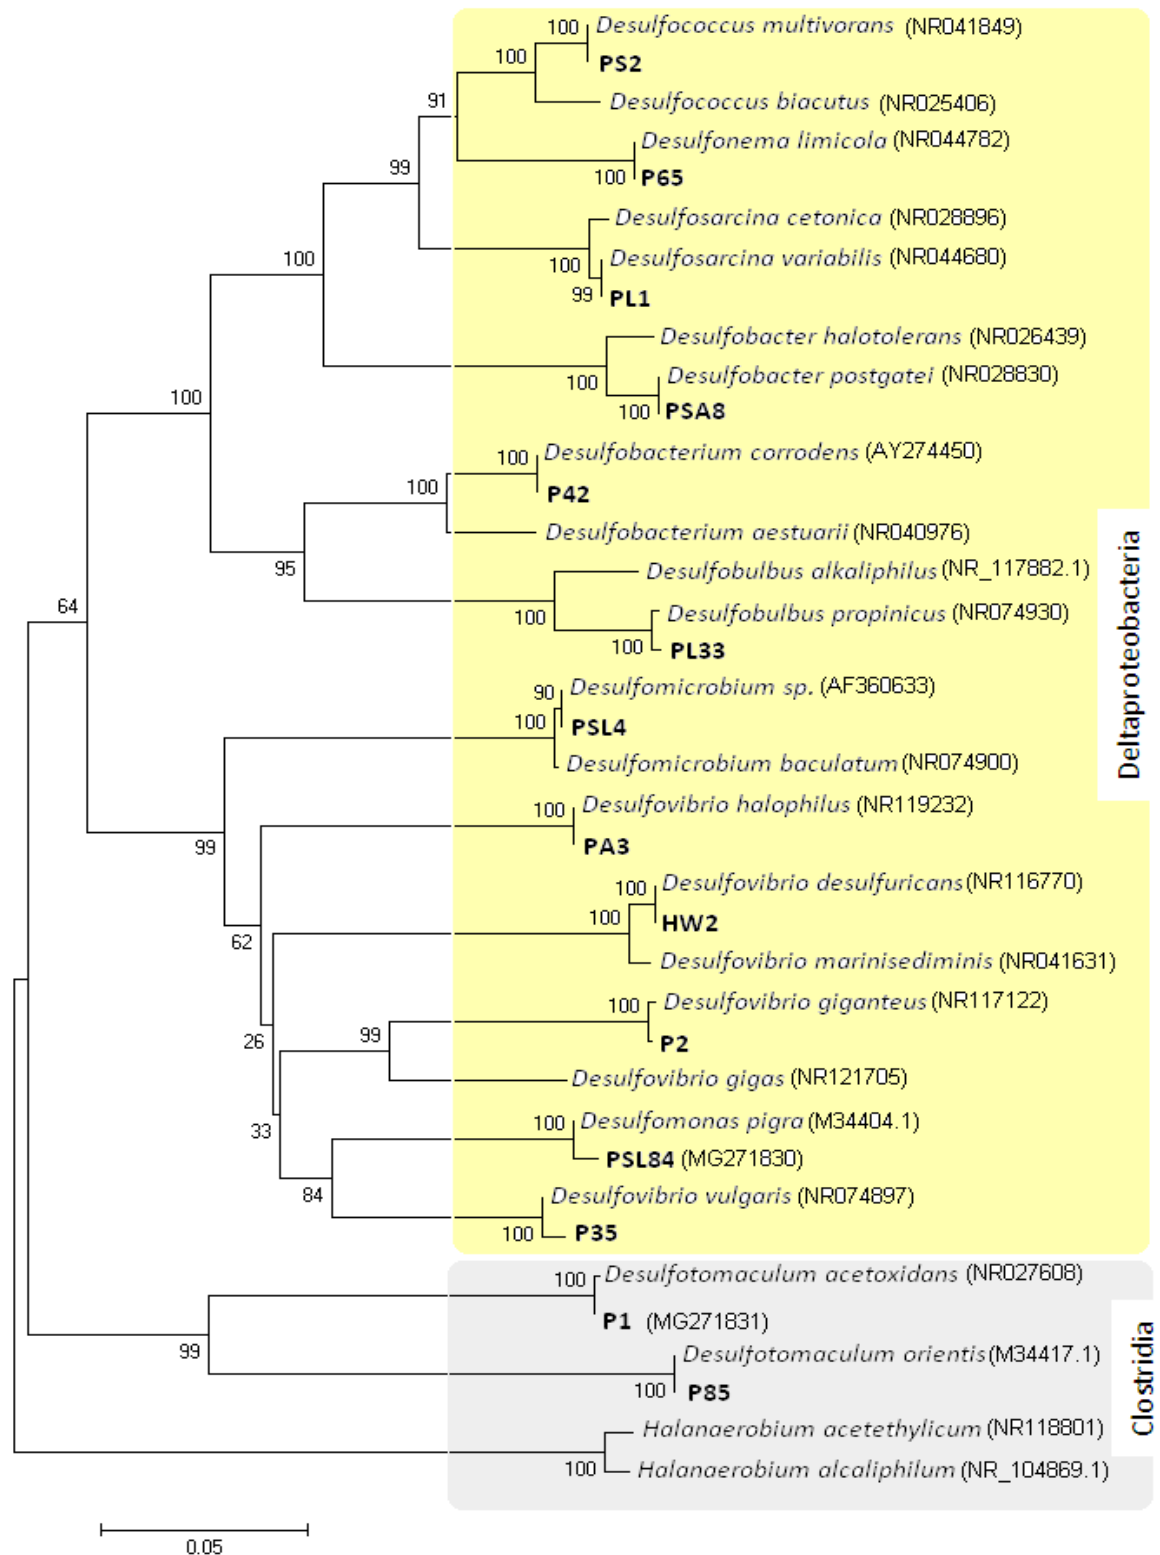 100 Desulfococcus multivorans (NR041849)
100 PS2
91 Desulfococcus biacutus (NR025406)
Desulfonema limicola (NR044782)
99 100 P65
Desulfosarcina cetonica (NR028896)
100 100 Desulfosarcina variabilis (NR044680)
99 PL1
Desulfobacter halotolerans (NR026439)
100 Desulfobacter postgatei (NR028830)
100 100 PSA8
100 Desulfobacterium corrodens (AY274450)
100 P42
Desulfobacterium aestuarii (NR040976)
95 Desulfobulbus alkaliphilus (NR_117882.1)
64 100 Desulfobulbus propinicus (NR074930)
100 PL33
90 Desulfomicrobium sp. (AF360633)
100 PSL4
Desulfomicrobium baculatum (NR074900)
100 Desulfovibrio halophilus (NR119232)
99 PA3
100 Desulfovibrio desulfuricans (NR116770)
100 HW2
62 Desulfovibrio marinisediminis (NR041631)
100 Desulfovibrio giganteus (NR117122)
26 99 P2
Desulfovibrio gigas (NR121705)
33 100 Desulfomonas pigra (M34404.1)
PSL84 (MG271830)
84 Desulfovibrio vulgaris (NR074897)
100 P35
Deltaproteobacteria
100 Desulfotomaculum acetoxidans (NR027608)
P1 (MG271831)
99 Desulfotomaculum orientis (M34417.1)
100 P85
Halanaerobium acetethylicum (NR118801)
100 Halanaerobium alcaliphilum (NR_104869.1)
Clostridia
0.05